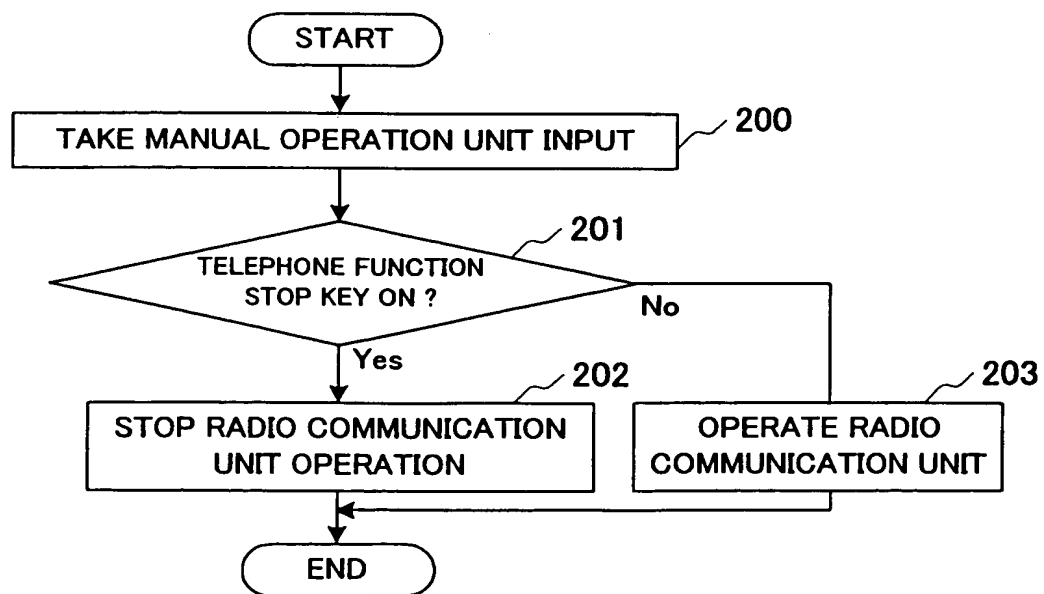 START
TAKE MANUAL OPERATION UNIT INPUT
200
201
TELEPHONE FUNCTION
STOP KEY ON ?
No
Yes
202
203
STOP RADIO COMMUNICATION
UNIT OPERATION
OPERATE RADIO
COMMUNICATION UNIT
END